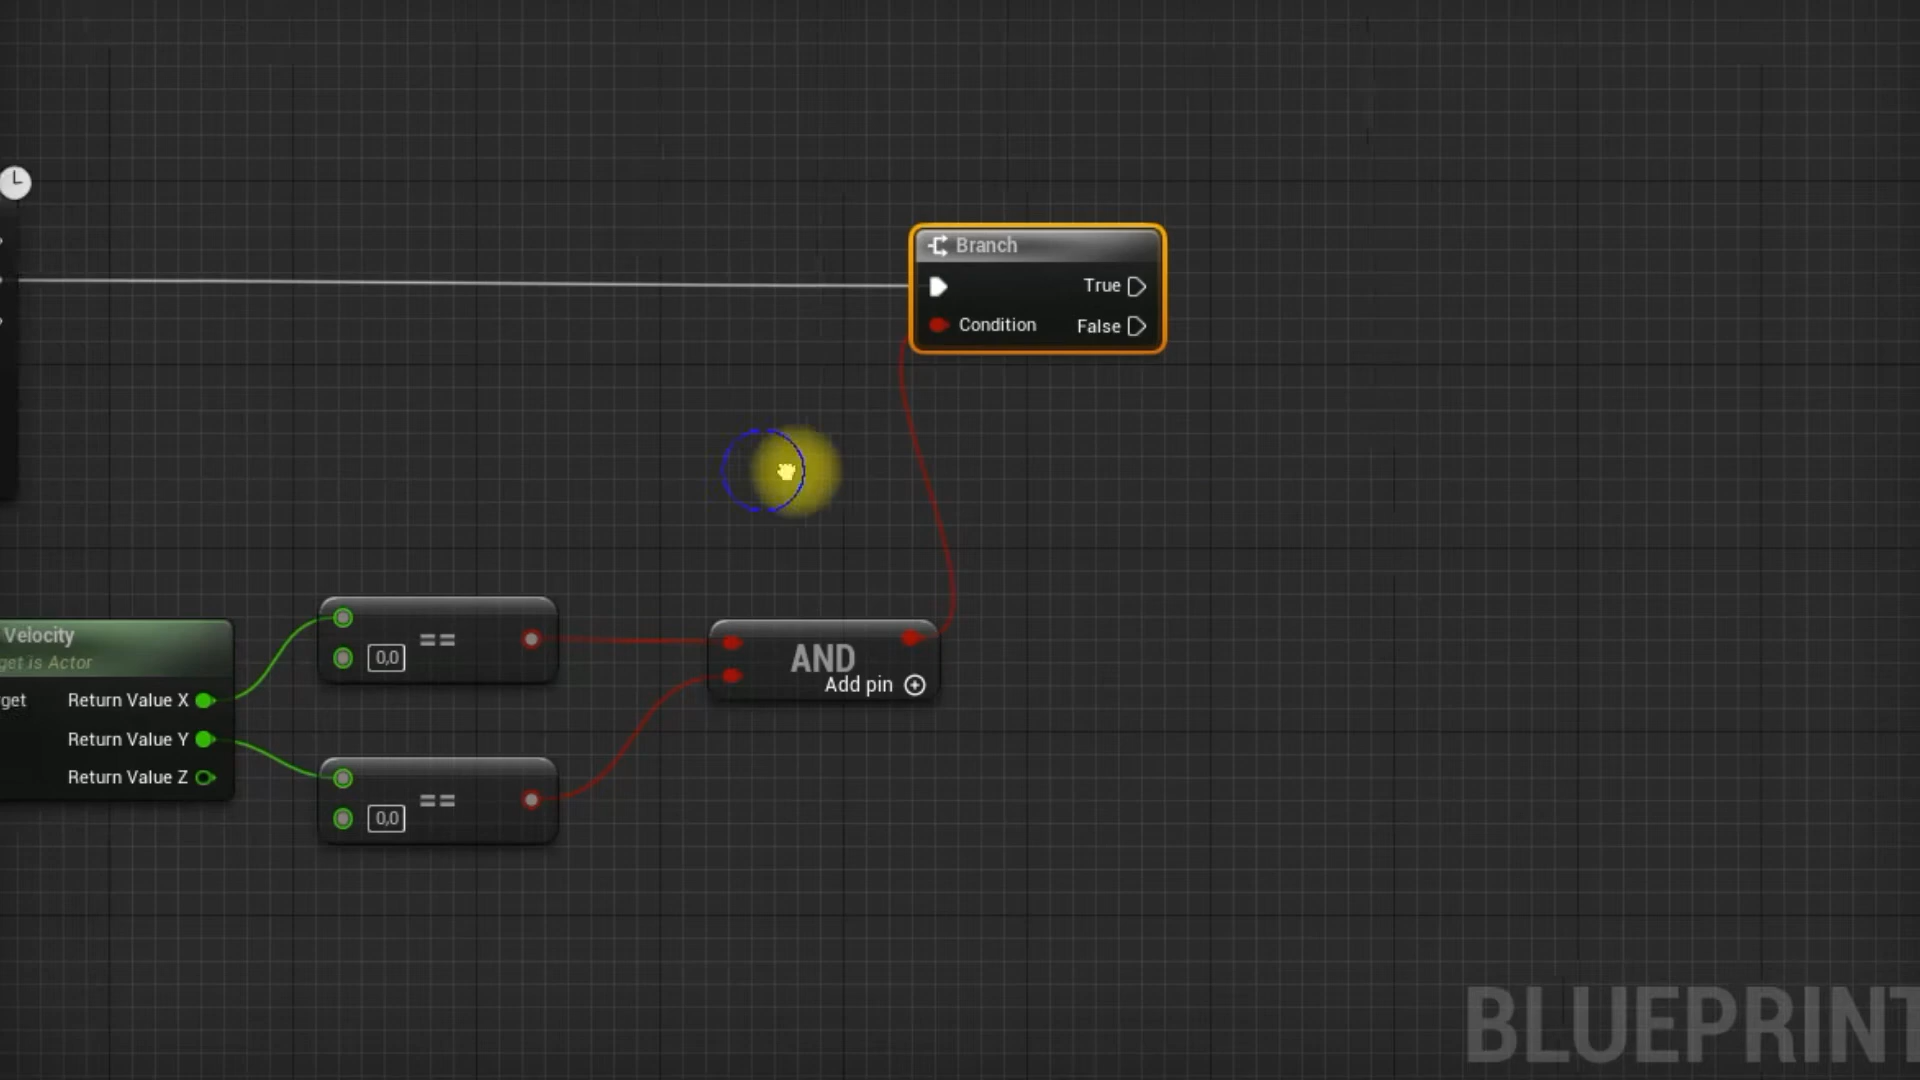 Branch
True
Condition
False
Velocity
get is Actor
get
Return Value X
Return Value Y
Return Value Z
==
0,0
==
0,0
AND
Add pin
BLUEPRINT